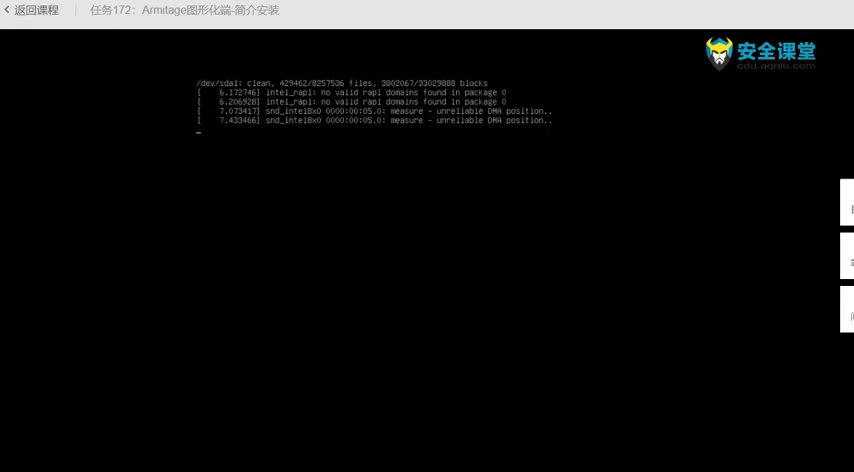 返回课程
任务172：Armitage图形化端-简介安装
安全课堂
edu.aqniu.com
/dev/sda1: clean, 429462/8257536 files, 3802067/33029888 blocks
[    6.172746] intel_rapl: no valid rapl domains found in package 0
[    6.206928] intel_rapl: no valid rapl domains found in package 0
[    7.073417] snd_intel8x0 0000:00:05.0: measure - unreliable DMA position..
[    7.433466] snd_intel8x0 0000:00:05.0: measure - unreliable DMA position..